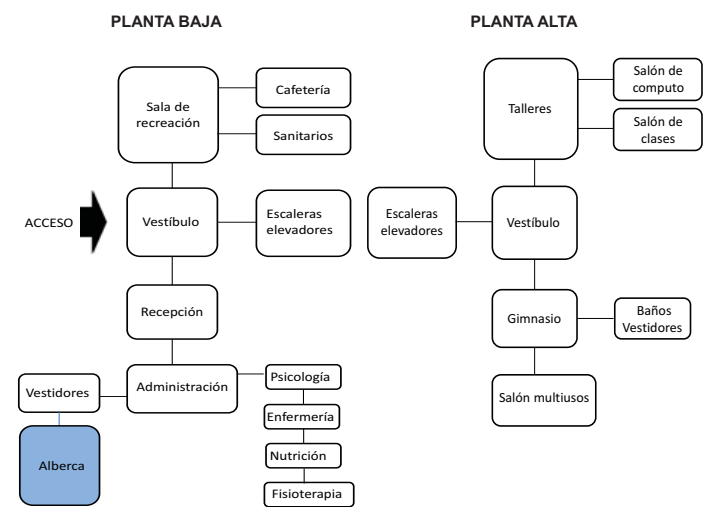 PLANTA BAJA
Sala de
recreación
Cafetería
Sanitarios
ACCESO
Vestíbulo
Escaleras
elevadores
Recepción
Administración
Vestidores
Alberca
Psicología
Enfermería
Nutrición
Fisioterapia
PLANTA ALTA
Talleres
Salón de
computo
Salón de
clases
Escaleras
elevadores
Vestíbulo
Gimnasio
Baños
Vestidores
Salón multiusos